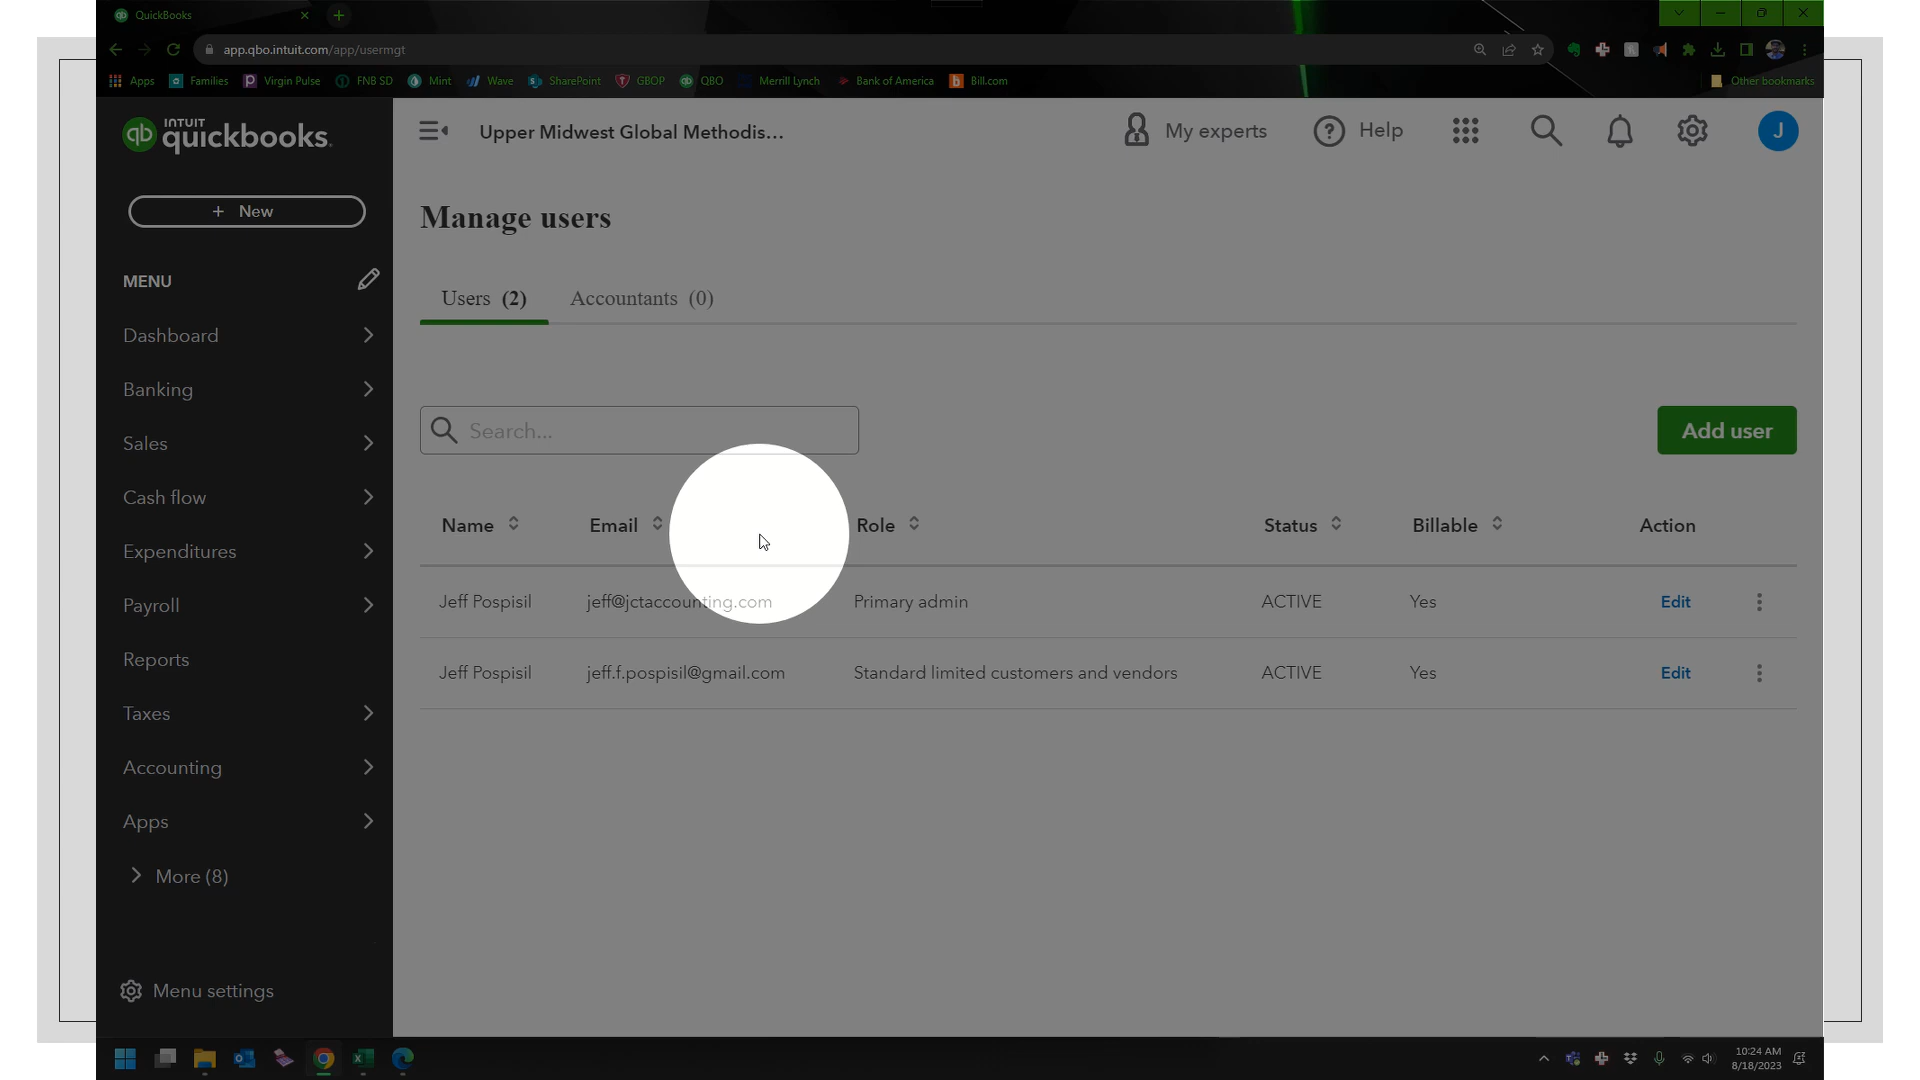 QuickBooks
app.qbo.intuit.com/app/usermgt
Apps Families Virgin Pulse FNB SD Mint Wave SharePoint GBOP QBO Merrill Lynch Bank of America Bill.com Other bookmarks
INTUIT
quickbooks.
Upper Midwest Global Methodis...
My experts
Help
J
+ New
Manage users
MENU
Users (2)
Accountants (0)
Dashboard
Banking
Sales
Cash flow
Expenditures
Payroll
Reports
Taxes
Accounting
Apps
More (8)
Menu settings
Search...
Add user
Name Email Role Status Billable Action
Jeff Pospisil jeff@jctaccounting.com Primary admin ACTIVE Yes Edit
Jeff Pospisil jeff.f.pospisil@gmail.com Standard limited customers and vendors ACTIVE Yes Edit
10:24 AM
8/18/2023